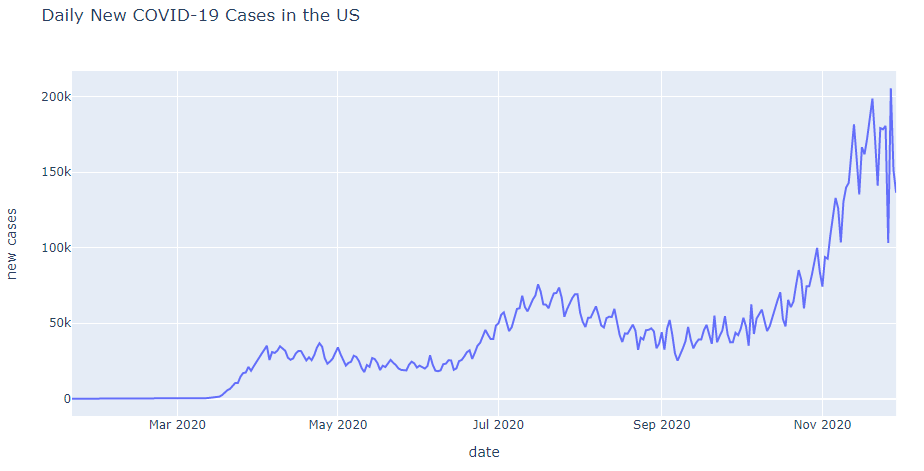 Daily New COVID-19 Cases in the US
200k
150k
100k
50k
0
new cases
Mar 2020 May 2020 Jul 2020 Sep 2020 Nov 2020
date